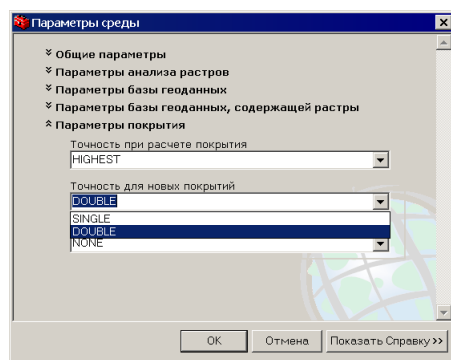 Параметры среды
Общие параметры
Параметры анализа растров
Параметры базы геоданных
Параметры базы геоданных, содержащей растры
Параметры покрытия
Точность при расчете покрытия
HIGHEST
Точность для новых покрытий
DOUBLE
SINGLE
DOUBLE
NONE
OK
Отмена
Показать Справку >>